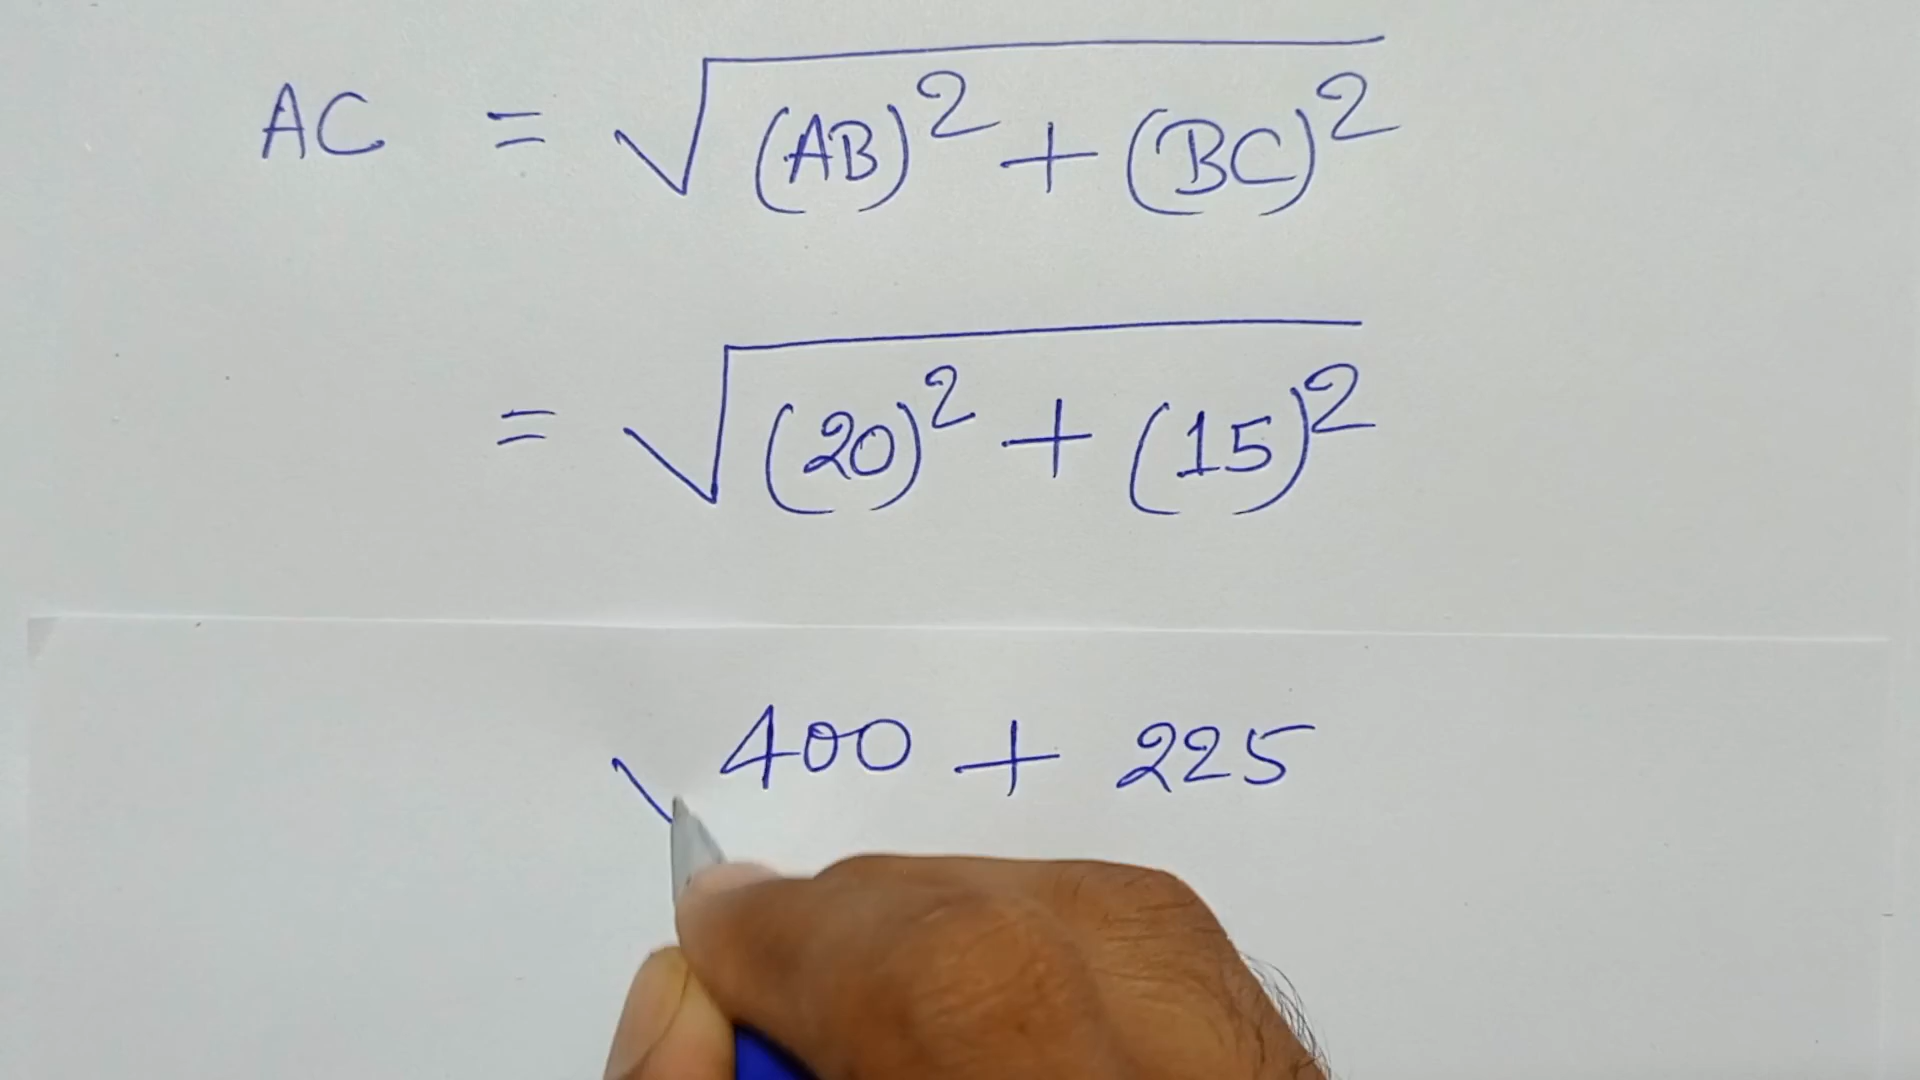 AC = √(AB)² + (BC)²
= √(20)² + (15)²
√400 + 225